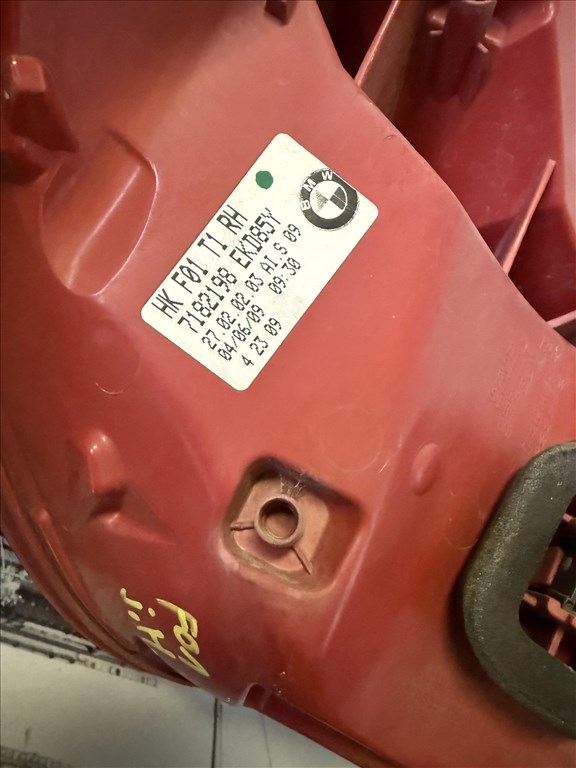 BMW
HK F01 T1 RH
7182198 EKD85Y
27.02.02.03 AI.S 09
04/06/09 09:30
4 23 09
F01